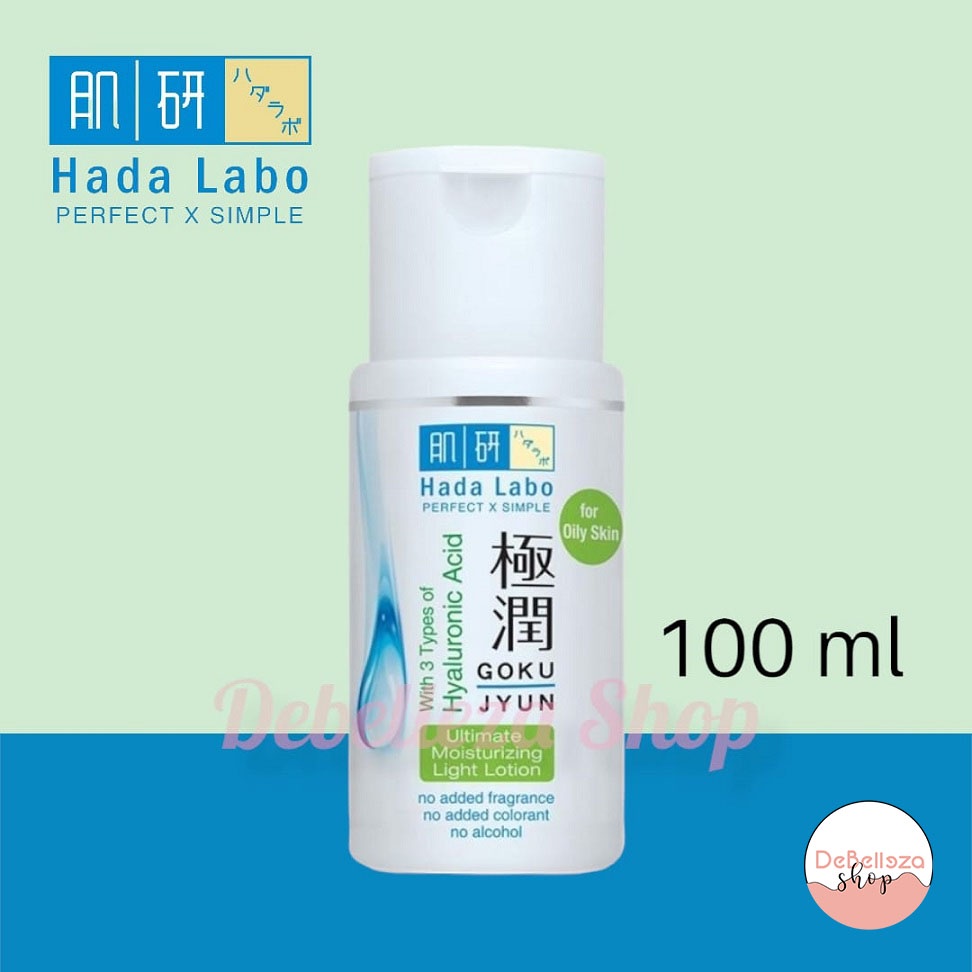 肌研
ハダラボ
Hada Labo
PERFECT X SIMPLE
肌研
ハダラボ
Hada Labo
PERFECT X SIMPLE
for
Oily Skin
With 3 Types of
Hyaluronic Acid
極潤
GOKU
JYUN
Ultimate
Moisturizing
Light Lotion
no added fragrance
no added colorant
no alcohol
100 ml
Debelleza Shop
DeBelleza
shop